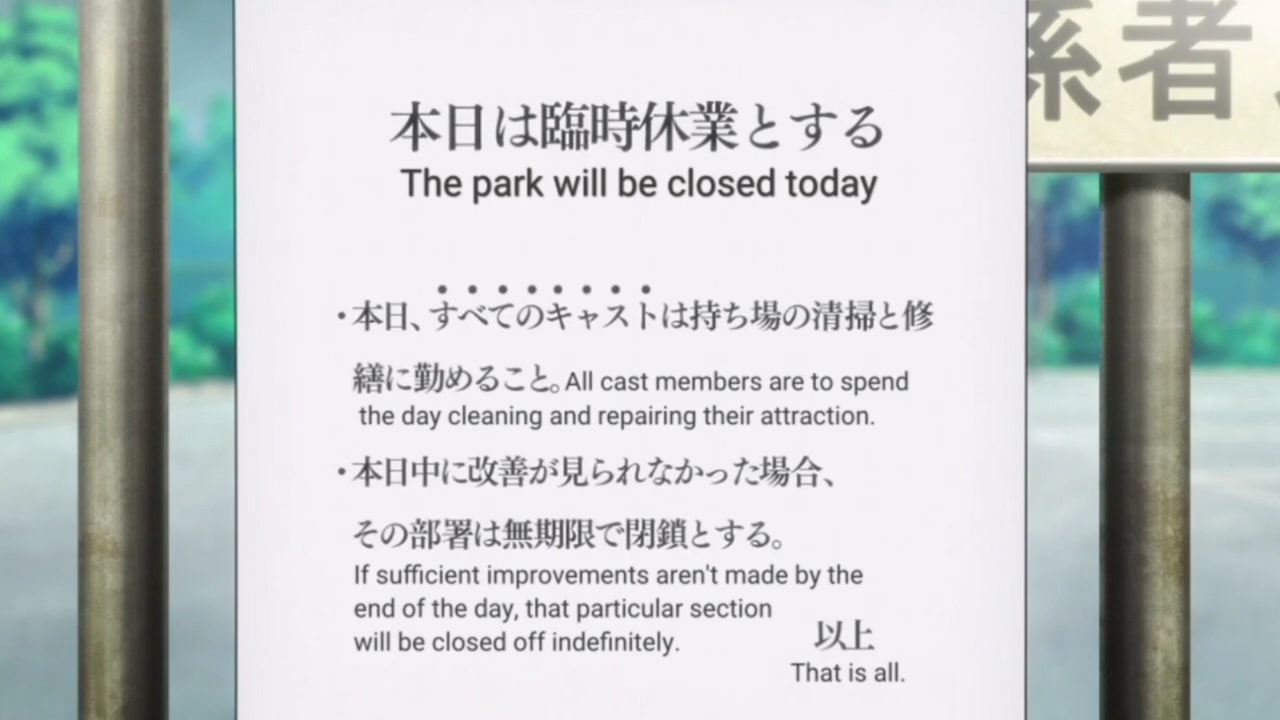 係者
本日は臨時休業とする
The park will be closed today
・本日、すべてのキャストは持ち場の清掃と修
繕に勤めること。All cast members are to spend
the day cleaning and repairing their attraction.
・本日中に改善が見られなかった場合、
その部署は無期限で閉鎖とする。
If sufficient improvements aren't made by the
end of the day, that particular section
will be closed off indefinitely.
以上
That is all.